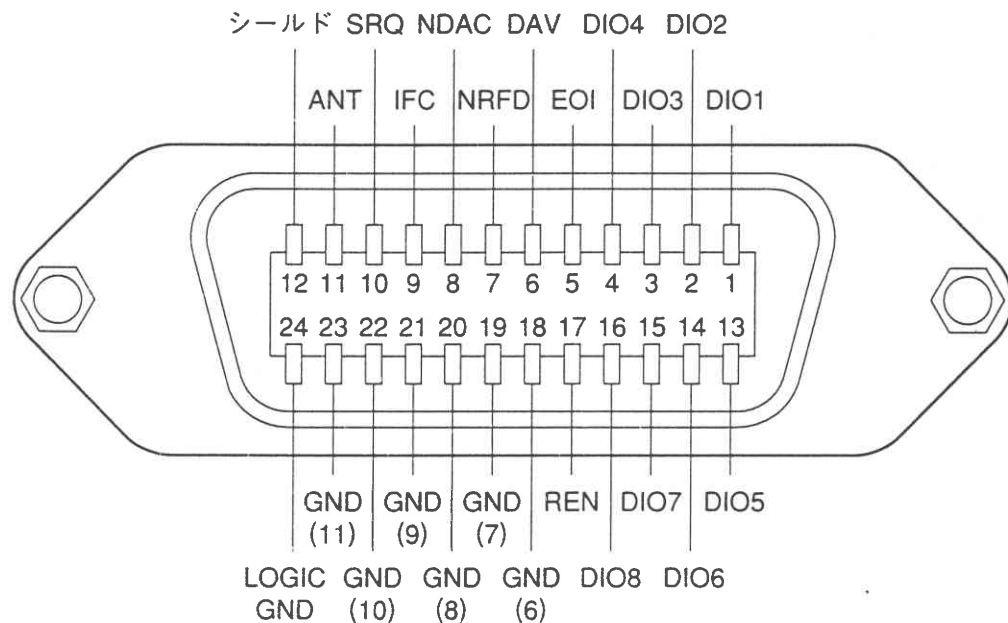 シールド SRQ NDAC DAV DIO4 DIO2
ANT IFC NRFD EOI DIO3 DIO1
12 11 10 9 8 7 6 5 4 3 2 1
24 23 22 21 20 19 18 17 16 15 14 13
GND GND GND REN DIO7 DIO5
(11) (9) (7)
LOGIC GND GND GND DIO8 DIO6
GND (10) (8) (6)